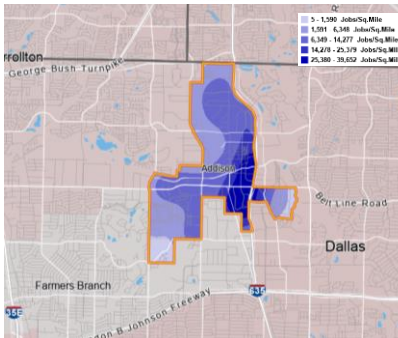 5 - 1,590 Jobs/Sq.Mile
1,591 - 6,348 Jobs/Sq.Mile
6,349 - 14,277 Jobs/Sq.Mile
14,278 - 25,379 Jobs/Sq.Mile
25,380 - 39,652 Jobs/Sq.Mile
rrollton
George Bush Turnpike
Addison
Belt Line Road
Dallas
Farmers Branch
635
35E
on B Johnson Freeway